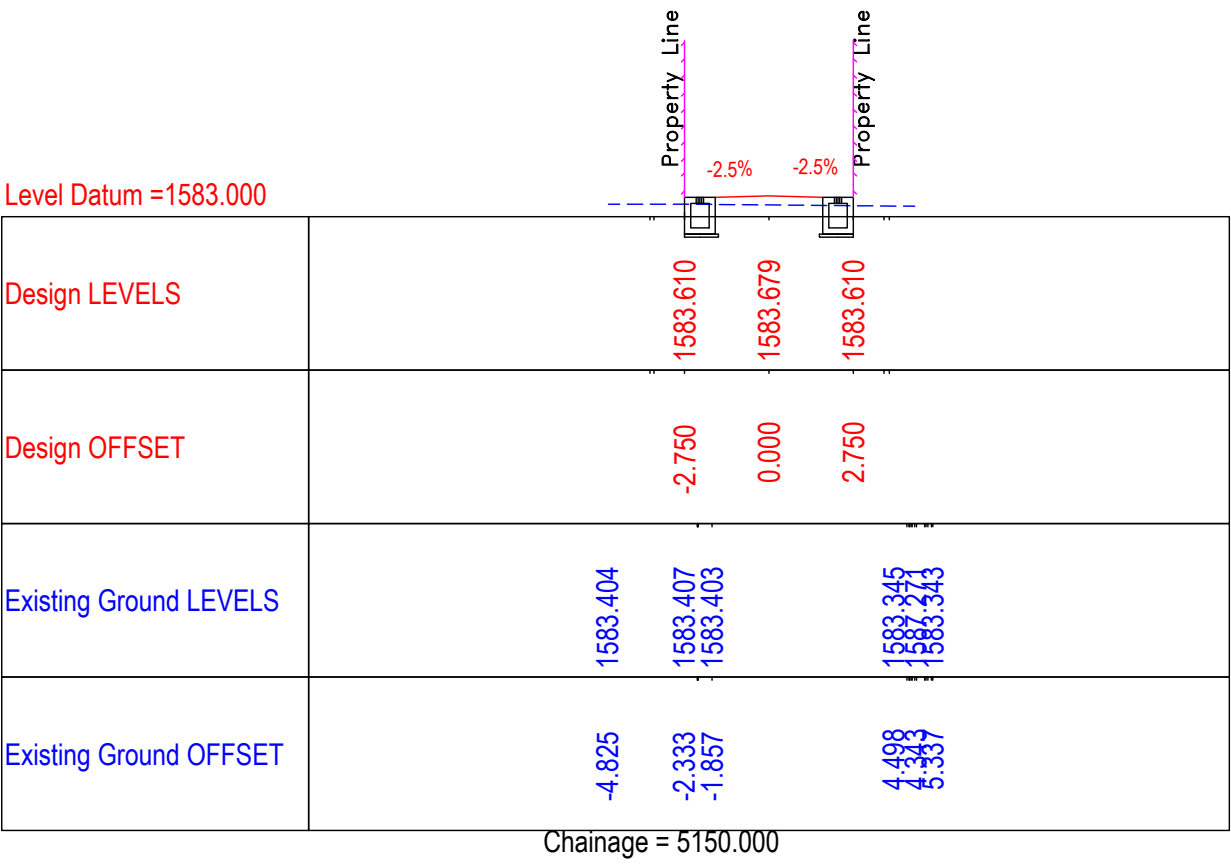 Property Line
Property Line
-2.5%
-2.5%
Level Datum =1583.000
Design LEVELS
1583.610
1583.679
1583.610
Design OFFSET
-2.750
0.000
2.750
Existing Ground LEVELS
1583.404
1583.407
1583.403
1583.345
1583.343
Existing Ground OFFSET
-4.825
-2.333
-1.857
4.498
5.337
Chainage = 5150.000